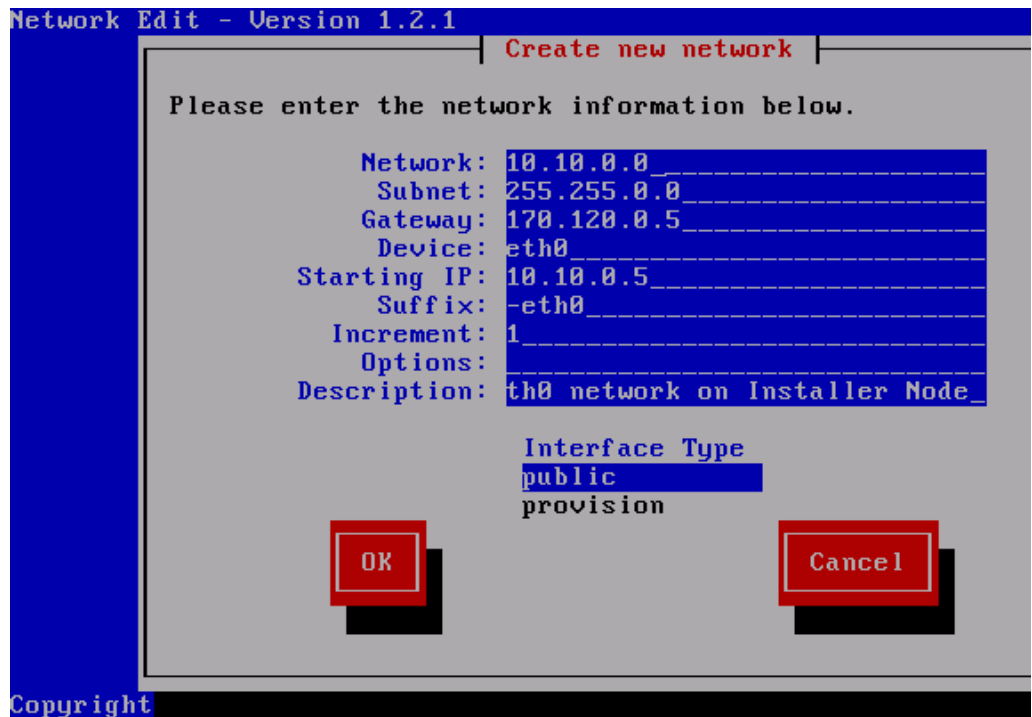 Network Edit - Version 1.2.1
Create new network
Please enter the network information below.
Network: 10.10.0.0
Subnet: 255.255.0.0
Gateway: 170.120.0.5
Device: eth0
Starting IP: 10.10.0.5
Suffix: -eth0
Increment: 1
Options:
Description: th0 network on Installer Node
Interface Type
public
provision
OK Cancel
Copyright